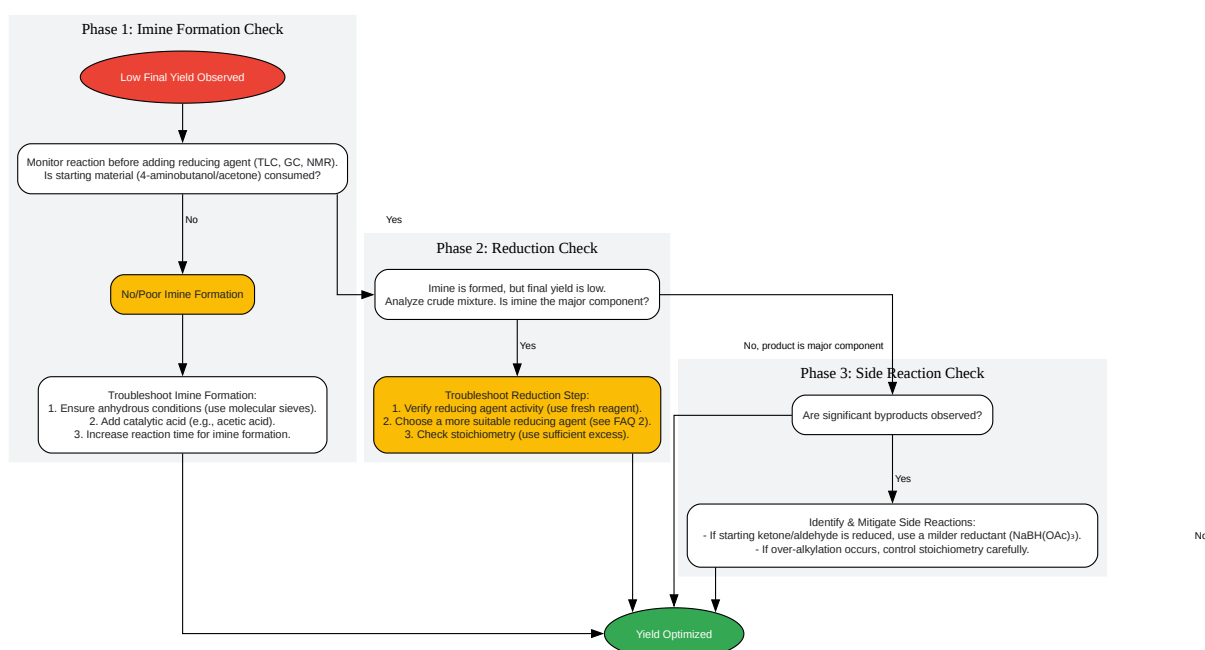 Phase 1: Imine Formation Check
Low Final Yield Observed
Monitor reaction before adding reducing agent (TLC, GC, NMR).
Is starting material (4-aminobutanol/acetone) consumed?
No
Yes
No/Poor Imine Formation
Troubleshoot Imine Formation:
1. Ensure anhydrous conditions (use molecular sieves).
2. Add catalytic acid (e.g., acetic acid).
3. Increase reaction time for imine formation.
Phase 2: Reduction Check
Imine is formed, but final yield is low.
Analyze crude mixture. Is imine the major component?
Yes
No, product is major component
Troubleshoot Reduction Step:
1. Verify reducing agent activity (use fresh reagent).
2. Choose a more suitable reducing agent (see FAQ 2).
3. Check stoichiometry (use sufficient excess).
Phase 3: Side Reaction Check
Are significant byproducts observed?
Yes
Identify & Mitigate Side Reactions:
- If starting ketone/aldehyde is reduced, use a milder reductant (NaBH(OAc)₃).
- If over-alkylation occurs, control stoichiometry carefully.
No
Yield Optimized